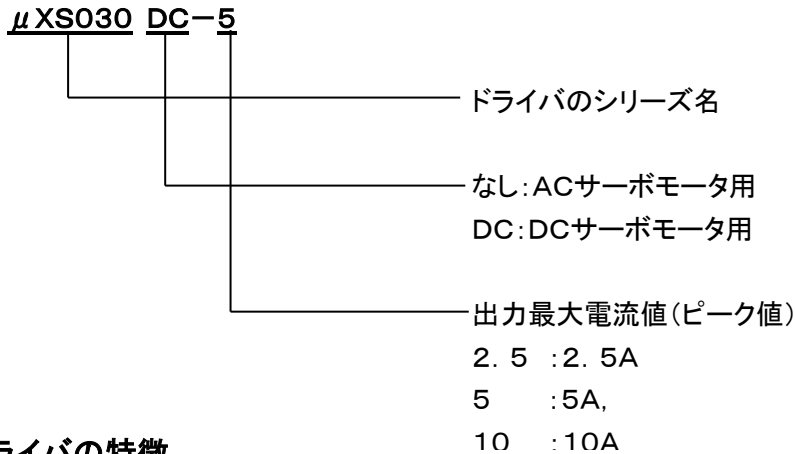 μXS030 DC−5
ドライバのシリーズ名
なし:ACサーボモータ用
DC:DCサーボモータ用
出力最大電流値(ピーク値)
2.5 :2.5A
5 :5A,
10 :10A
ライバの特徴